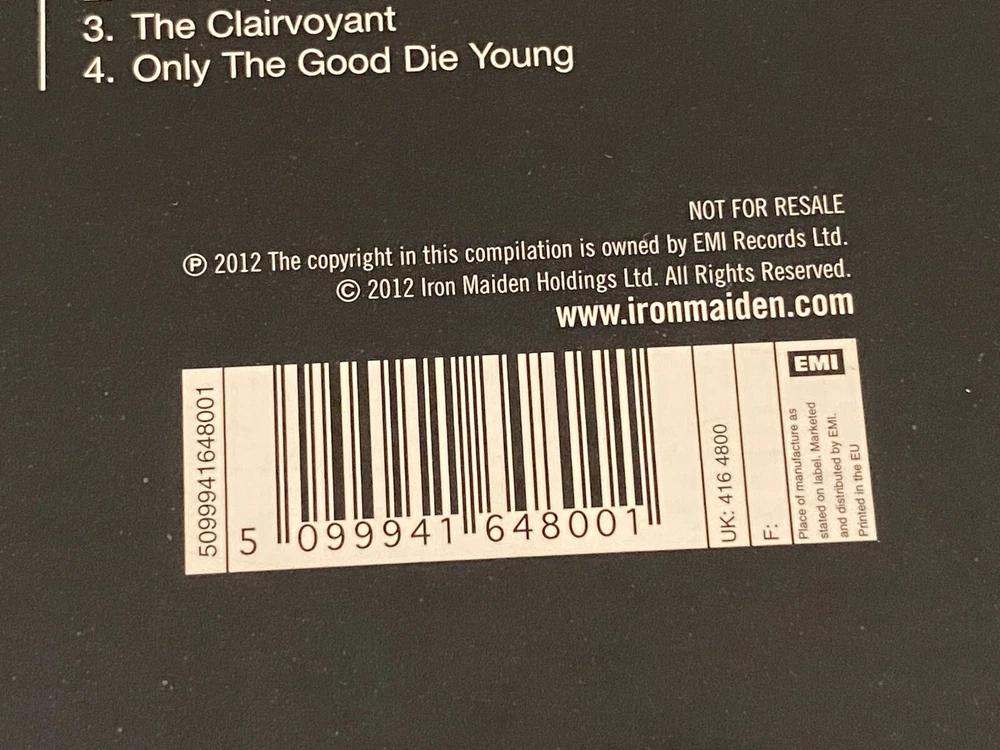 3. The Clairvoyant
4. Only The Good Die Young
NOT FOR RESALE
℗ 2012 The copyright in this compilation is owned by EMI Records Ltd.
© 2012 Iron Maiden Holdings Ltd. All Rights Reserved.
www.ironmaiden.com
5099941648001
5 099941 648001
UK: 416 4800
F:
EMI
Place of manufacture as
stated on label. Marketed
and distributed by EMI.
Printed in the EU